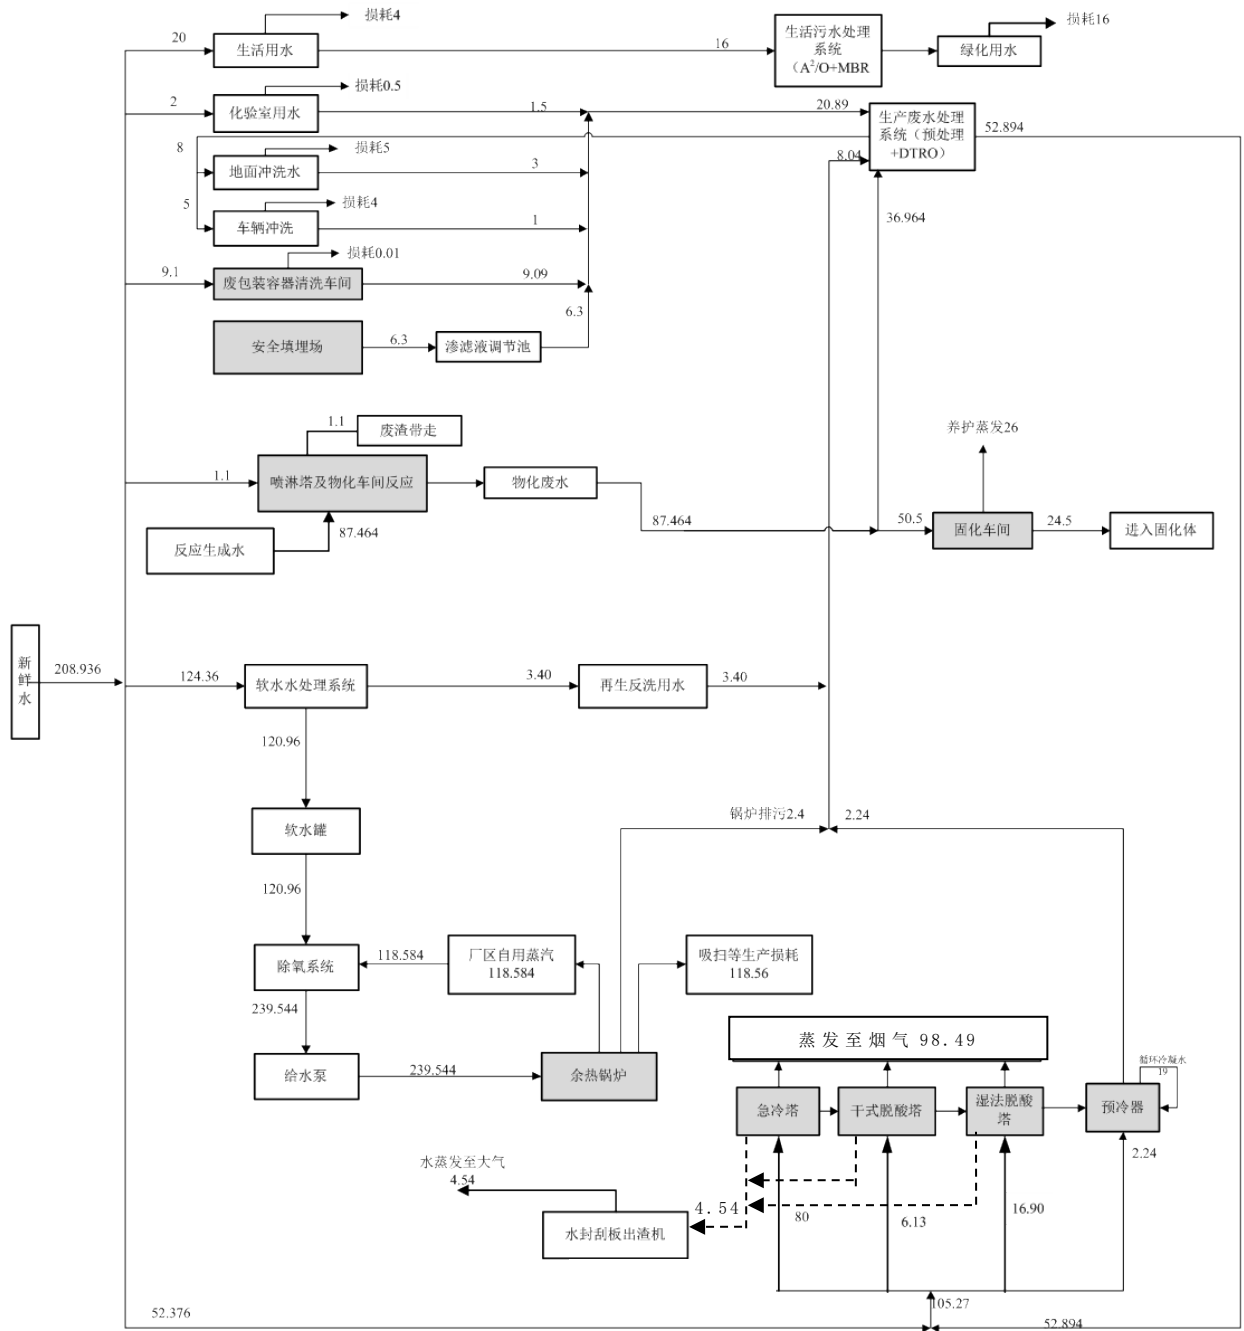 损耗4
20
生活用水
16
生活污水处理
系统
（A²/O+MBR
绿化用水
损耗16
损耗0.5
2
化验室用水
1.5
20.89
生产废水处理
系统（预处理
+DTRO）
52.894
8
损耗5
地面冲洗水
3
8.04
5
损耗4
车辆冲洗
1
36.964
损耗0.01
9.1
废包装容器清洗车间
9.09
6.3
安全填埋场
6.3
渗滤液调节池
1.1
废渣带走
养护蒸发26
1.1
喷淋塔及物化车间反应
物化废水
87.464
50.5
固化车间
24.5
进入固化体
反应生成水
87.464
新
鲜
水
208.936
124.36
软水水处理系统
3.40
再生反洗用水
3.40
120.96
软水罐
锅炉排污2.4
2.24
120.96
除氧系统
118.584
厂区自用蒸汽
118.584
吸扫等生产损耗
118.56
239.544
给水泵
239.544
余热锅炉
蒸发至烟气 98.49
循环冷凝水
19
急冷塔
干式脱酸塔
湿法脱酸
塔
预冷器
2.24
水蒸发至大气
4.54
4.54
水封刮板出渣机
80
6.13
16.90
105.27
52.376
52.894